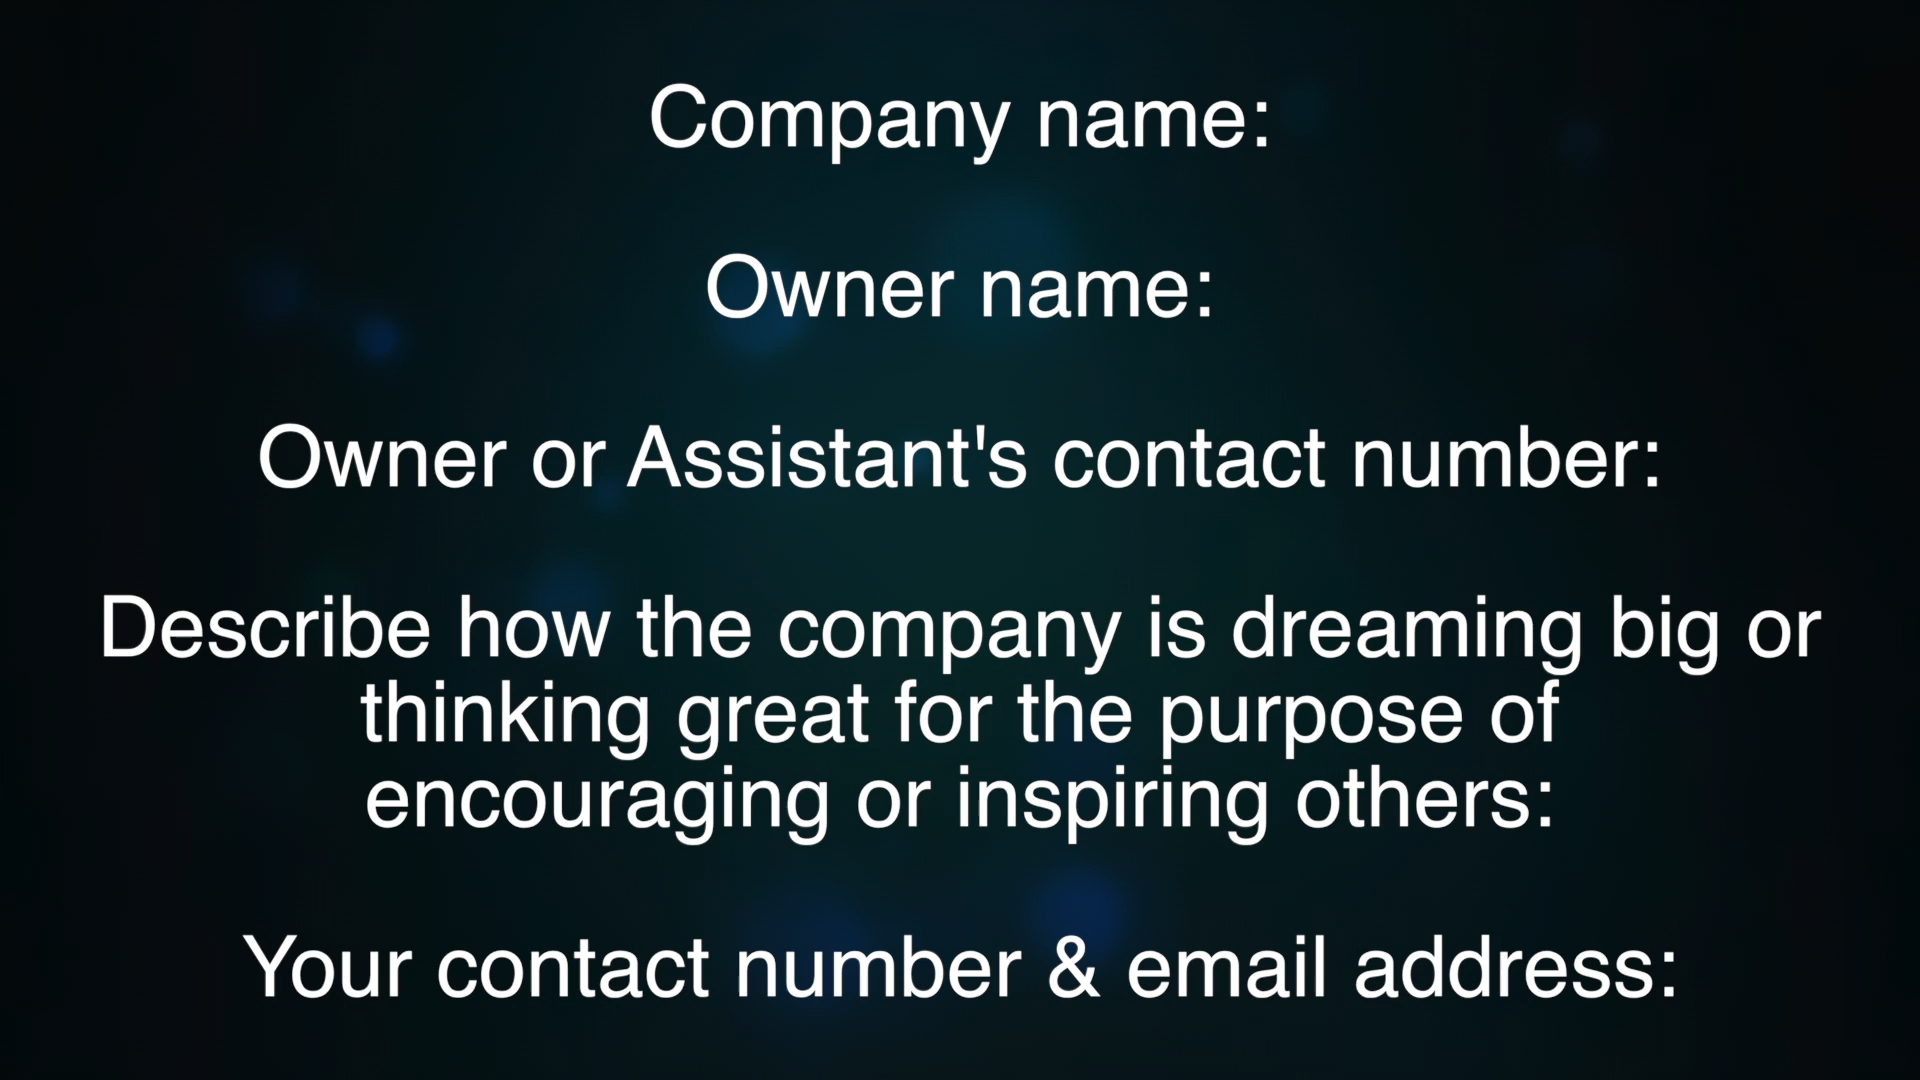 Company name:
Owner name:
Owner or Assistant's contact number:
Describe how the company is dreaming big or
thinking great for the purpose of
encouraging or inspiring others:
Your contact number & email address: